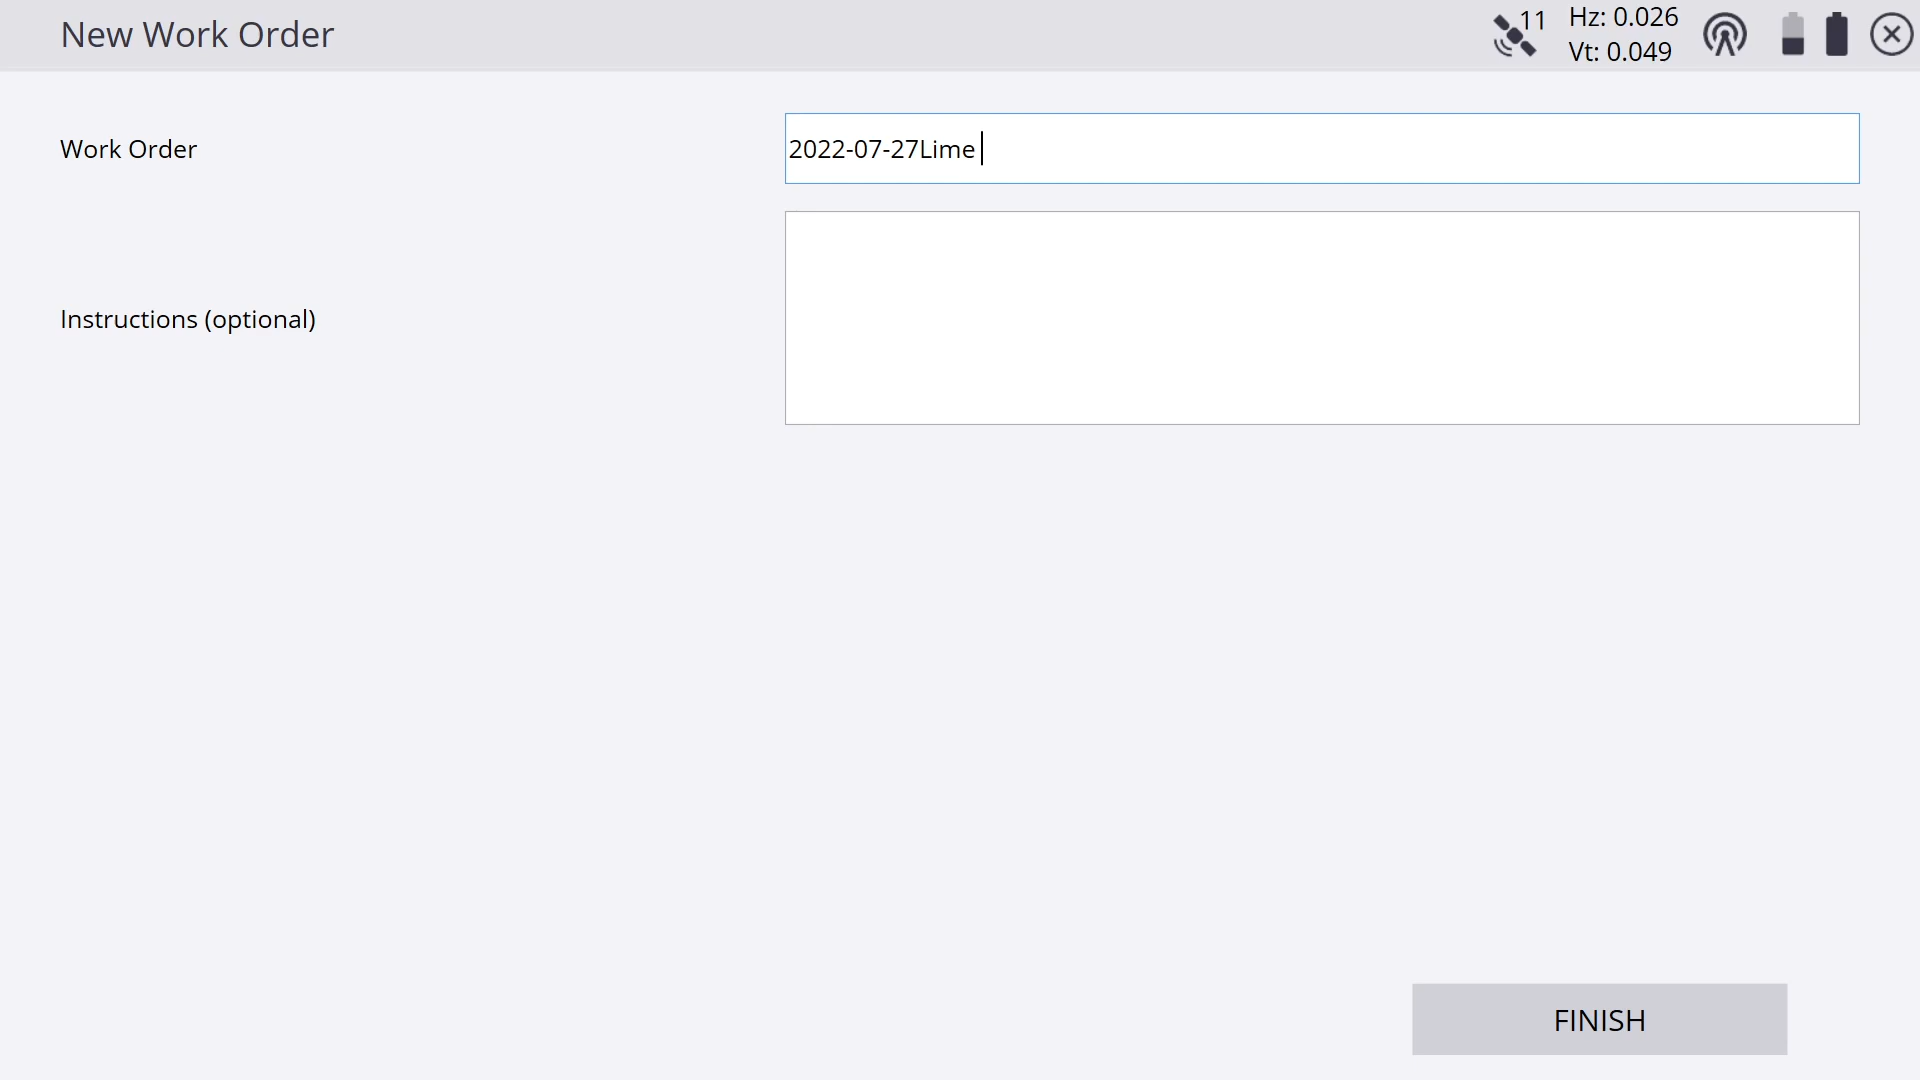 New Work Order
11
Hz: 0.026
Vt: 0.049
Work Order
2022-07-27Lime
Instructions (optional)
FINISH